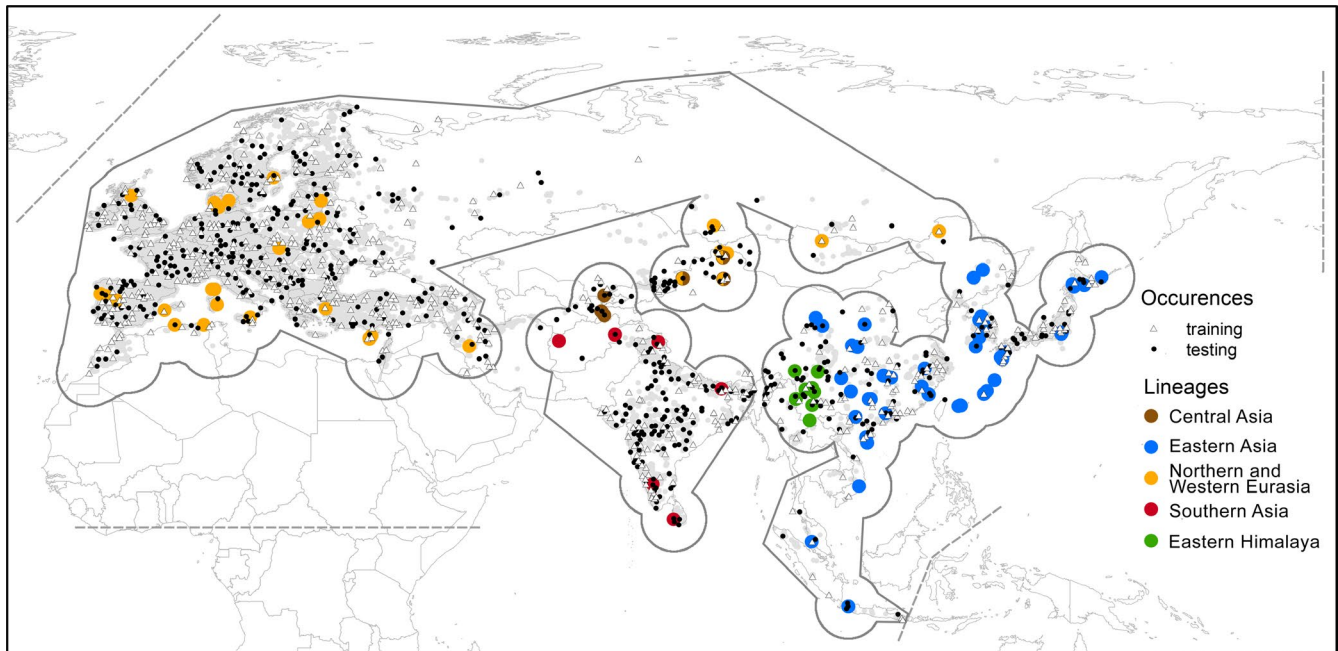 Occurences
training
testing
Lineages
Central Asia
Eastern Asia
Northern and
Western Eurasia
Southern Asia
Eastern Himalaya